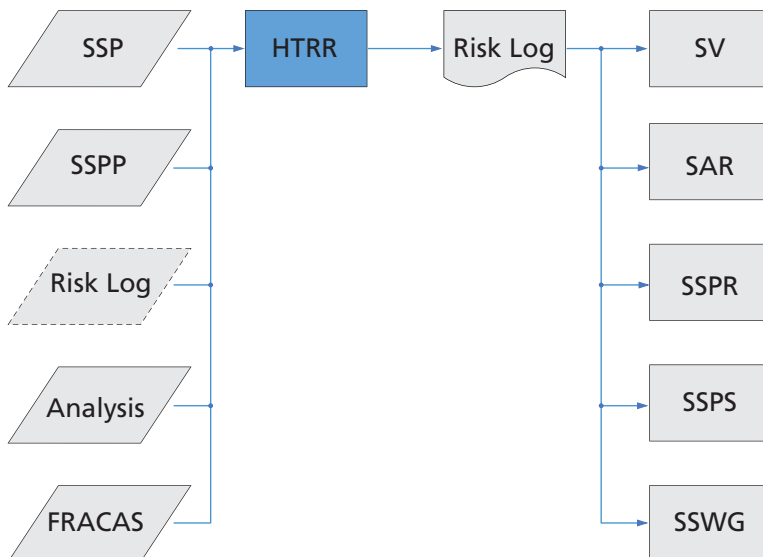 SSP
HTRR
Risk Log
SV
SSPP
SAR
Risk Log
SSPR
Analysis
SSPS
FRACAS
SSWG